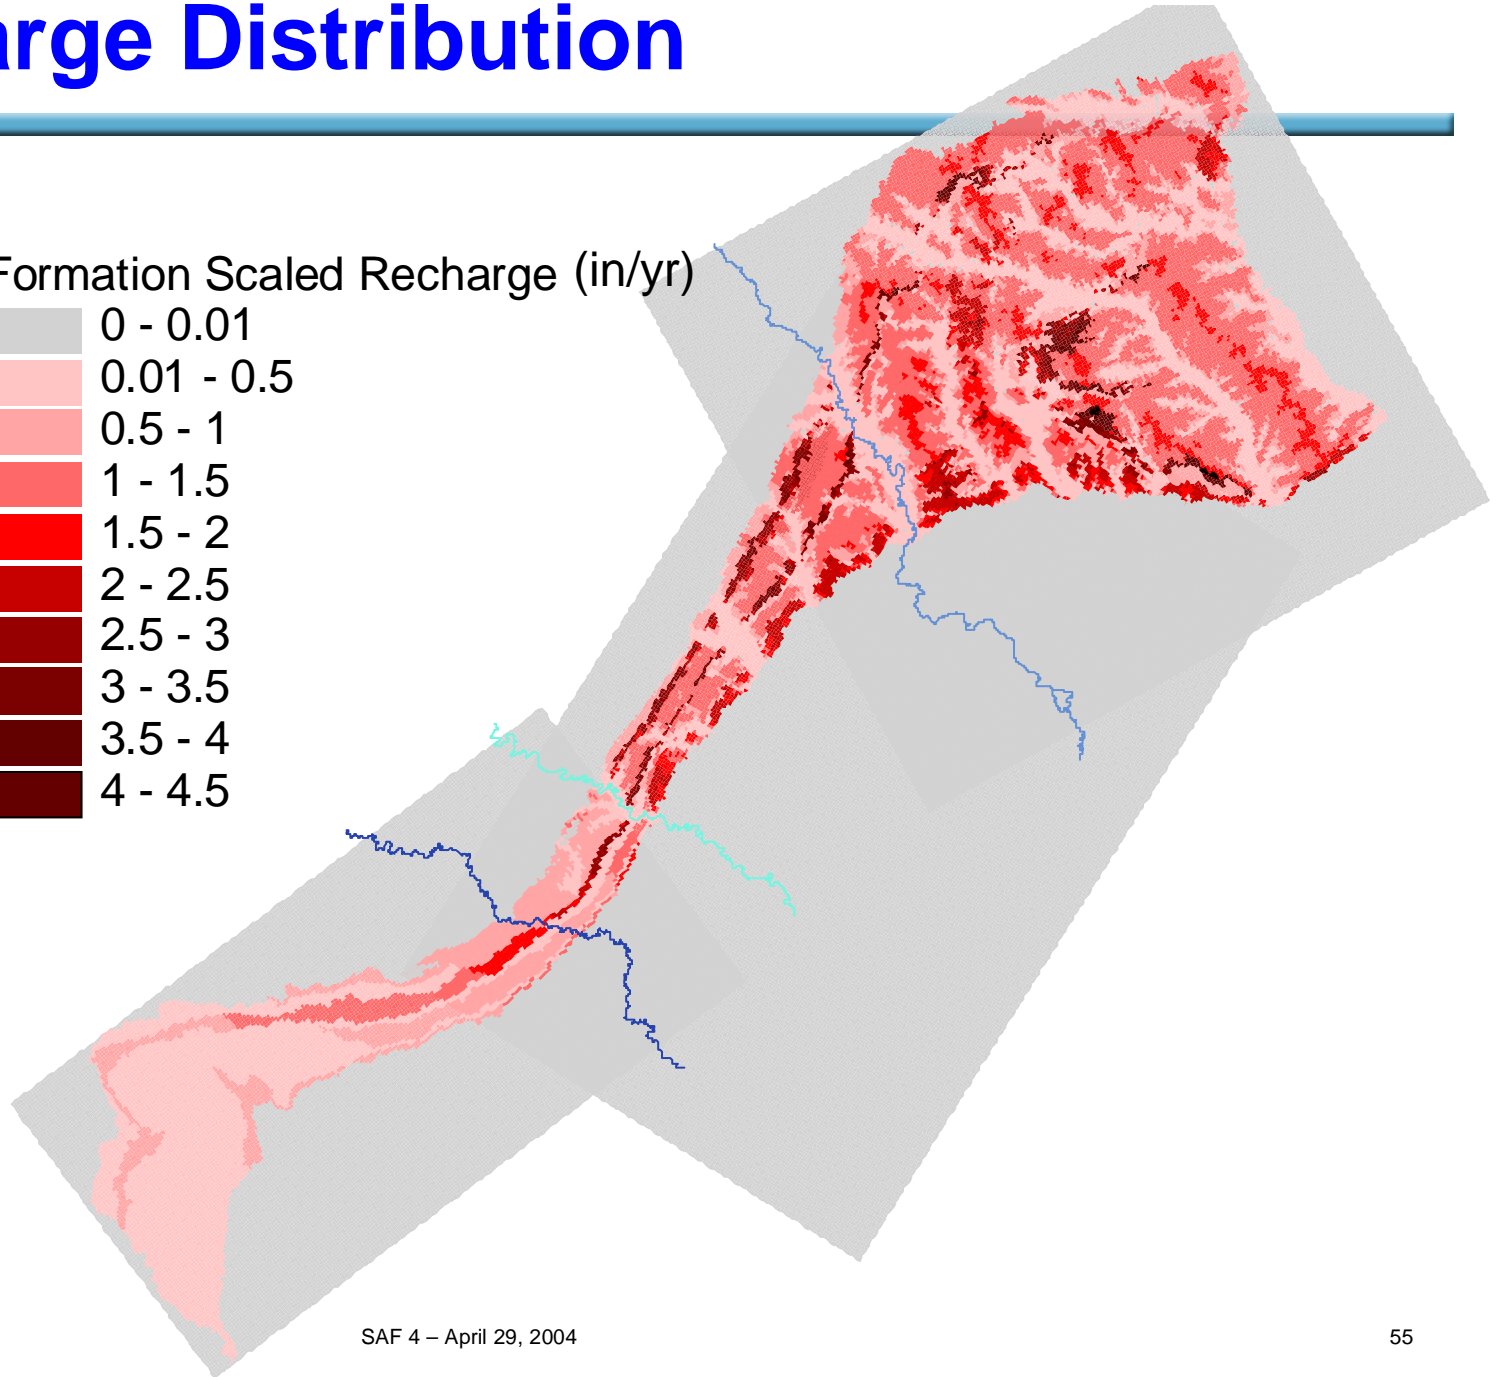 arge Distribution
Formation Scaled Recharge (in/yr)
0 - 0.01
0.01 - 0.5
0.5 - 1
1 - 1.5
1.5 - 2
2 - 2.5
2.5 - 3
3 - 3.5
3.5 - 4
4 - 4.5
SAF 4 – April 29, 2004
55